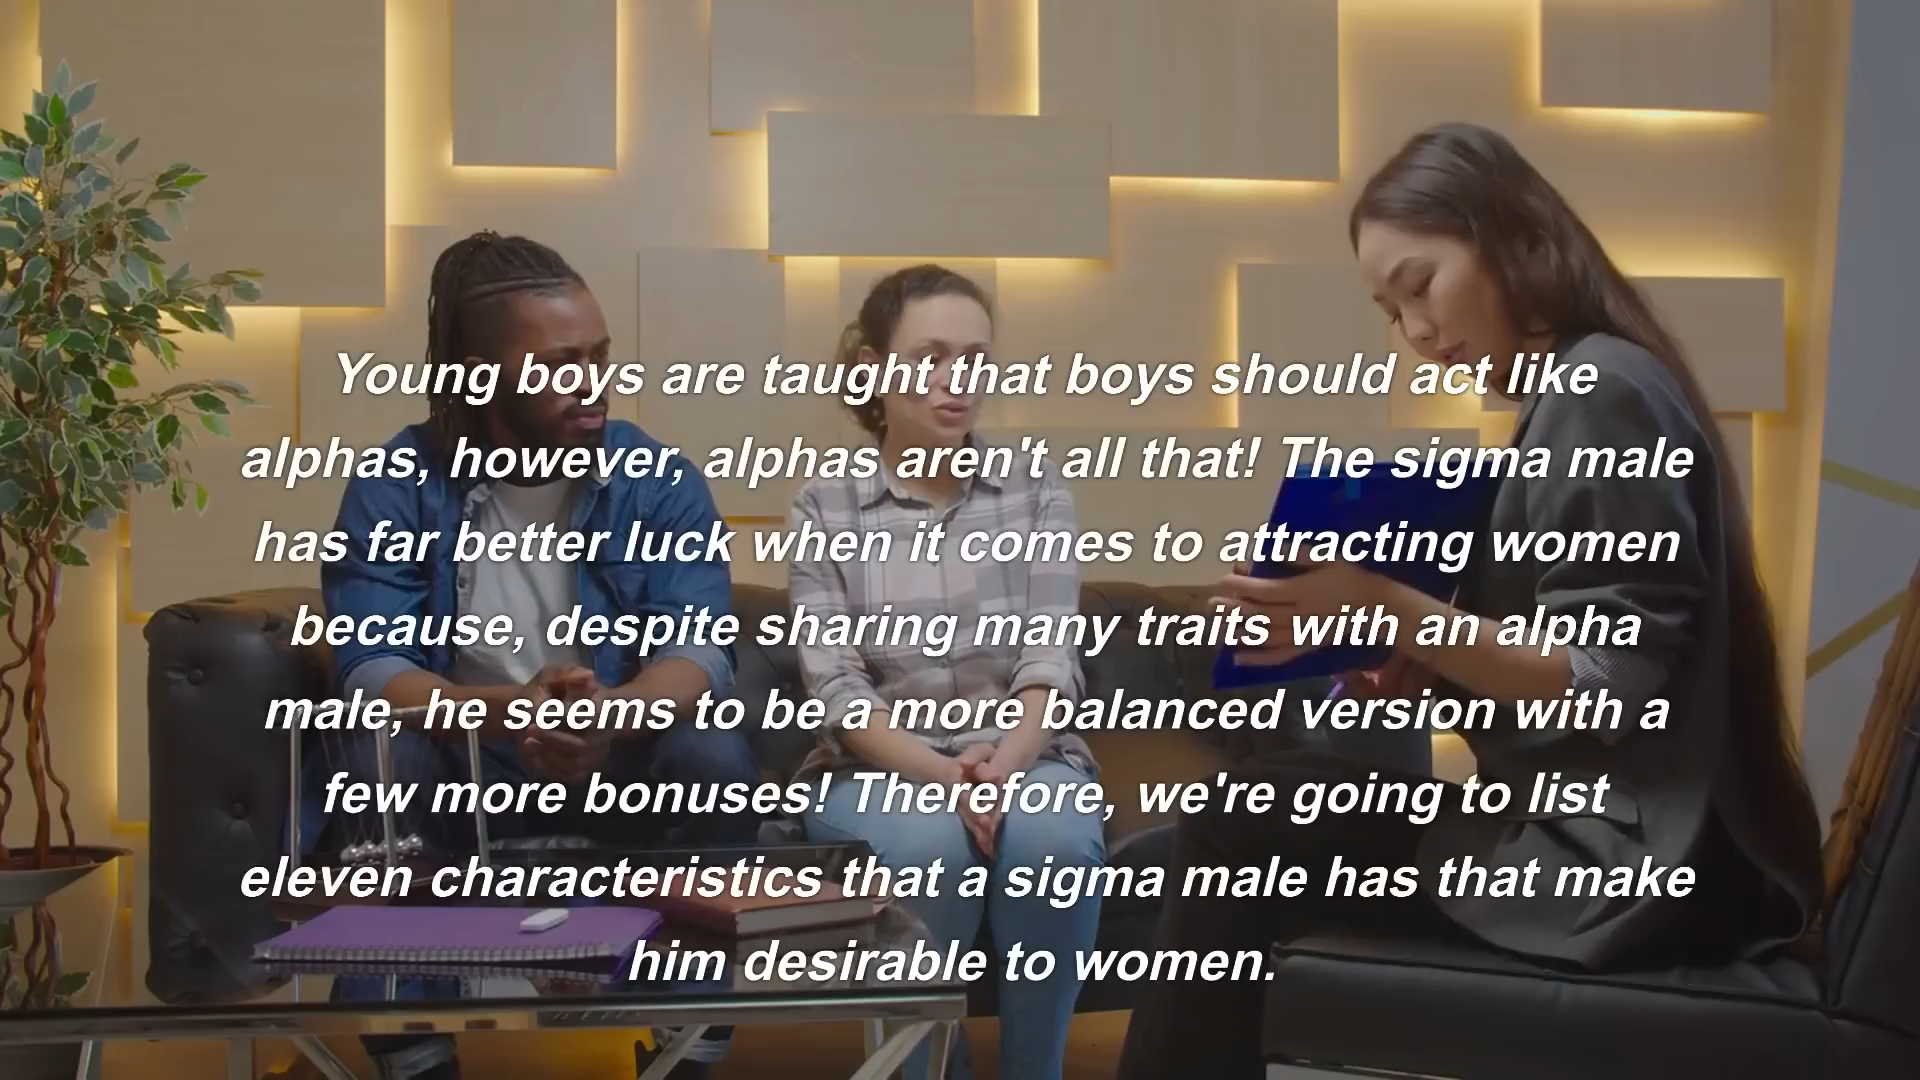 Young boys are taught that boys should act like
alphas, however, alphas aren't all that! The sigma male
has far better luck when it comes to attracting women
because, despite sharing many traits with an alpha
male, he seems to be a more balanced version with a
few more bonuses! Therefore, we're going to list
eleven characteristics that a sigma male has that make
him desirable to women.